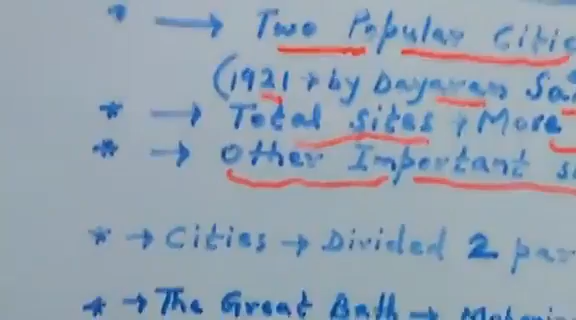 * → Two Popular Citie
(1921 → by Dayaram Sa
* → Total sites → More
* → Other Important s
* → Cities → Divided 2 par
* → The Great Bath →